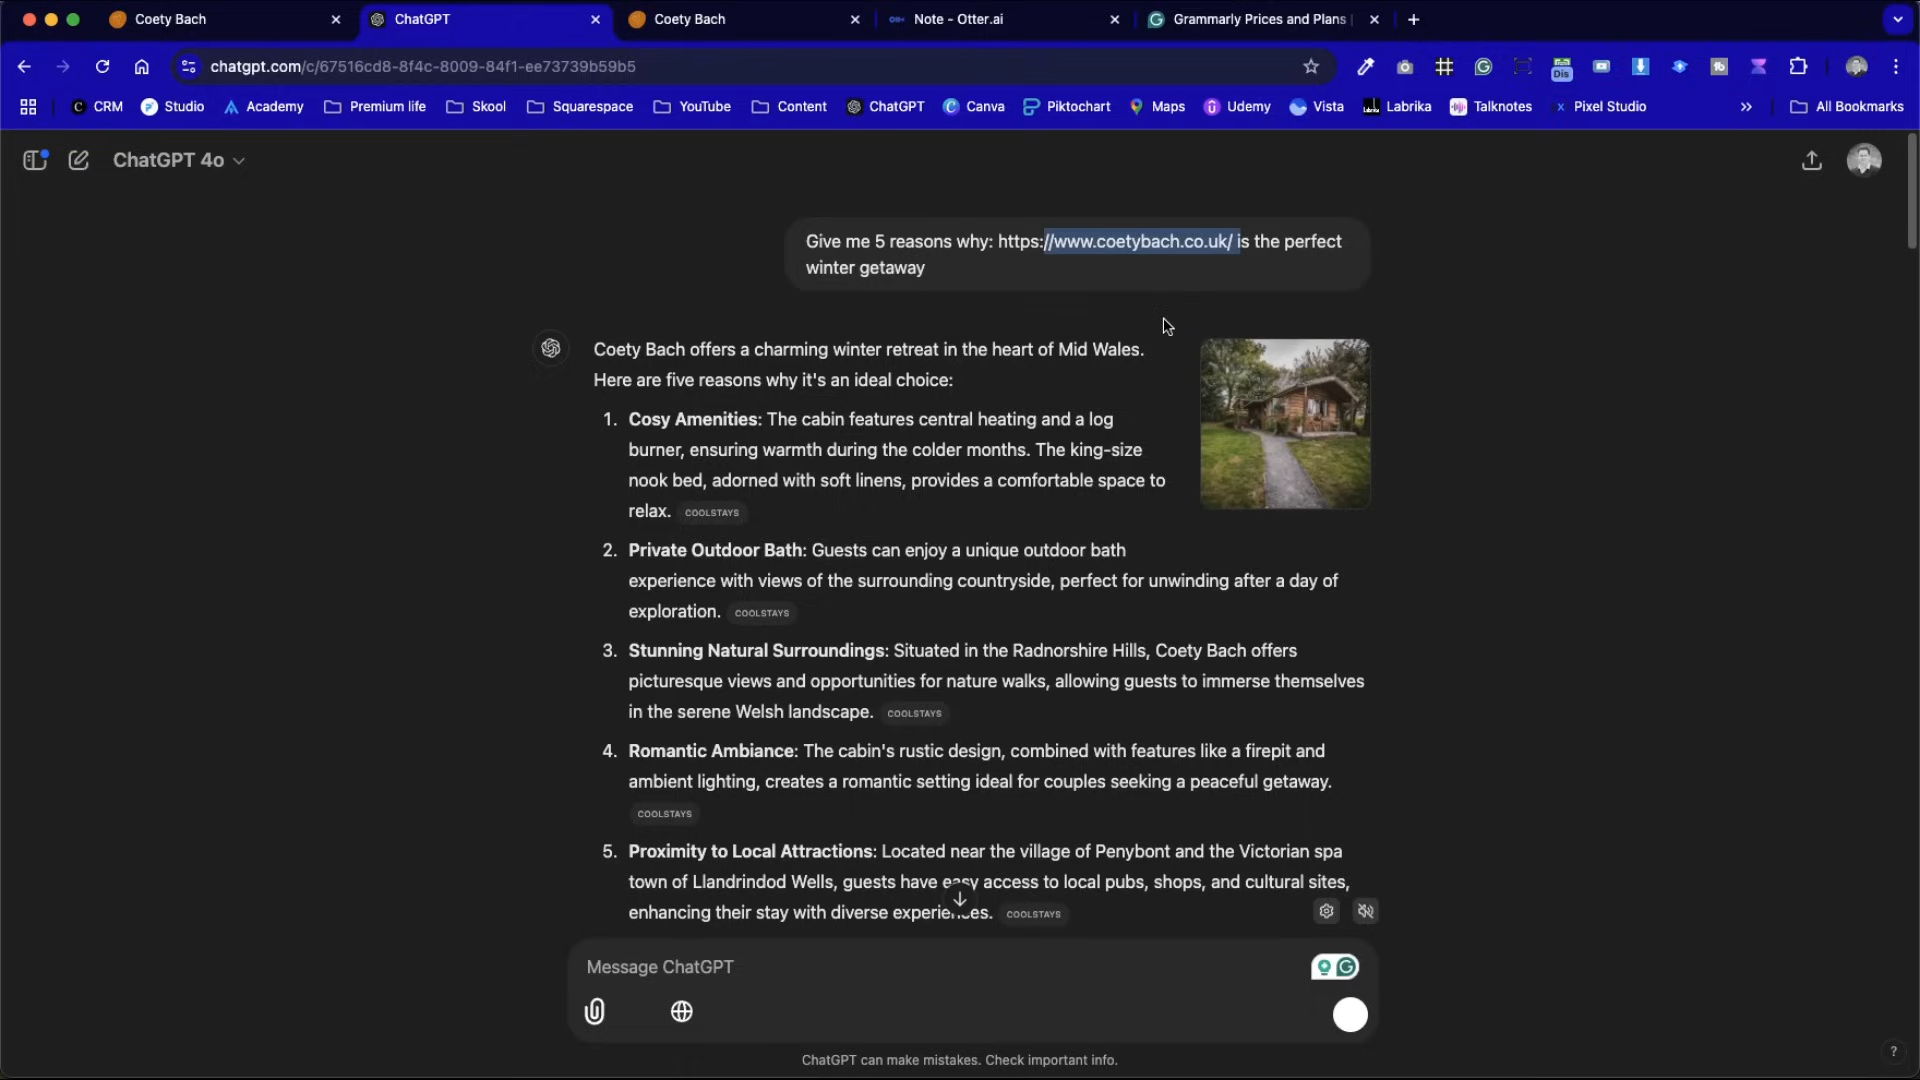 Coety Bach
ChatGPT
Coety Bach
Note - Otter.ai
Grammarly Prices and Plans
chatgpt.com/c/67516cd8-8f4c-8009-84f1-ee73739b59b5
Dis
CRM
Studio
Academy
Premium life
Skool
Squarespace
YouTube
Content
ChatGPT
Canva
Piktochart
Maps
Udemy
Vista
Labrika
Talknotes
Pixel Studio
»
All Bookmarks
ChatGPT 4o
Give me 5 reasons why: https://www.coetybach.co.uk/ is the perfect
winter getaway
Coety Bach offers a charming winter retreat in the heart of Mid Wales.
Here are five reasons why it's an ideal choice:
1. Cosy Amenities: The cabin features central heating and a log
burner, ensuring warmth during the colder months. The king-size
nook bed, adorned with soft linens, provides a comfortable space to
relax. COOLSTAYS
2. Private Outdoor Bath: Guests can enjoy a unique outdoor bath
experience with views of the surrounding countryside, perfect for unwinding after a day of
exploration. COOLSTAYS
3. Stunning Natural Surroundings: Situated in the Radnorshire Hills, Coety Bach offers
picturesque views and opportunities for nature walks, allowing guests to immerse themselves
in the serene Welsh landscape. COOLSTAYS
4. Romantic Ambiance: The cabin's rustic design, combined with features like a firepit and
ambient lighting, creates a romantic setting ideal for couples seeking a peaceful getaway.
COOLSTAYS
5. Proximity to Local Attractions: Located near the village of Penybont and the Victorian spa
town of Llandrindod Wells, guests have easy access to local pubs, shops, and cultural sites,
enhancing their stay with diverse experiences. COOLSTAYS
Message ChatGPT
ChatGPT can make mistakes. Check important info.
?